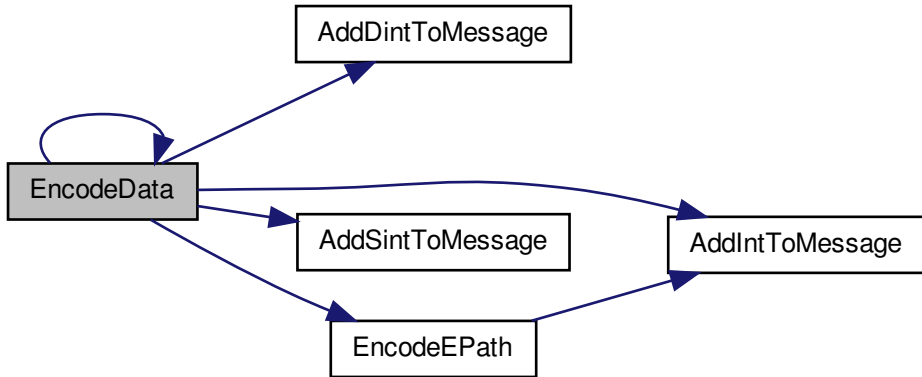 AddDintToMessage
EncodeData
AddSintToMessage
AddIntToMessage
EncodeEPath